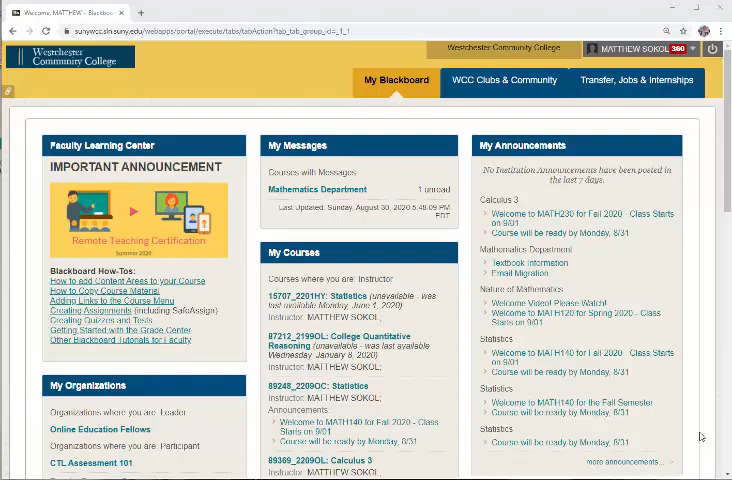 Welcome, MATTHEW – Blackboard
sunywcc.sln.suny.edu/webapps/portal/execute/tabs/tabAction?tab_tab_group_id=_1_1
Westchester
Community College
Westchester Community College
MATTHEW SOKOL 360
My Blackboard
WCC Clubs & Community
Transfer, Jobs & Internships
Faculty Learning Center
IMPORTANT ANNOUNCEMENT
Remote Teaching Certification
Summer 2020
Blackboard How-Tos:
How to add Content Areas to your Course
How to Copy Course Material
Adding Links to the Course Menu
Creating Assignments (including SafeAssign)
Creating Quizzes and Tests
Getting Started with the Grade Center
Other Blackboard Tutorials for Faculty
My Organizations
Organizations where you are: Leader
Online Education Fellows
Organizations where you are: Participant
CTL Assessment 101
My Messages
Courses with Messages
Mathematics Department 1 unread
Last Updated: Sunday, August 30, 2020 5:48:09 PM
EDT
My Courses
Courses where you are: Instructor
15707_2201HY: Statistics (unavailable - was
last available Monday, June 1, 2020)
Instructor: MATTHEW SOKOL;
87212_2199OL: College Quantitative
Reasoning (unavailable - was last available
Wednesday, January 8, 2020)
Instructor: MATTHEW SOKOL;
89248_2209OL: Statistics
Instructor: MATTHEW SOKOL;
Announcements:
Welcome to MATH140 for Fall 2020 - Class
Starts on 9/01
Course will be ready by Monday, 8/31
89369_2209OL: Calculus 3
Instructor: MATTHEW SOKOL;
My Announcements
No Institution Announcements have been posted in
the last 7 days.
Calculus 3
Welcome to MATH230 for Fall 2020 - Class Starts
on 9/01
Course will be ready by Monday, 8/31
Mathematics Department
Textbook Information
Email Migration
Nature of Mathematics
Welcome Video! Please Watch!
Welcome to MATH120 for Spring 2020 - Class
Starts on 9/01
Statistics
Welcome to MATH140 for Fall 2020 - Class Starts
on 9/01
Course will be ready by Monday, 8/31
Statistics
Welcome to MATH140 for the Fall Semester
Course will be ready by Monday, 8/31
Statistics
Course will be ready by Monday, 8/31
more announcements...